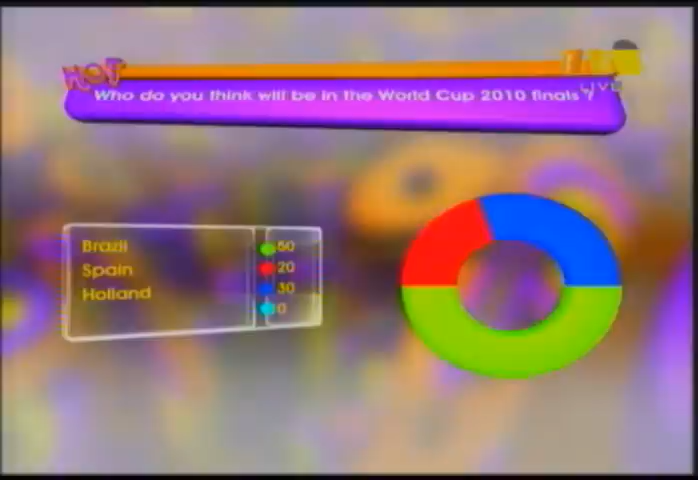 HOT
LIVE
Who do you think will be in the World Cup 2010 finals ?
Brazil 50
Spain 20
Holland 30
0